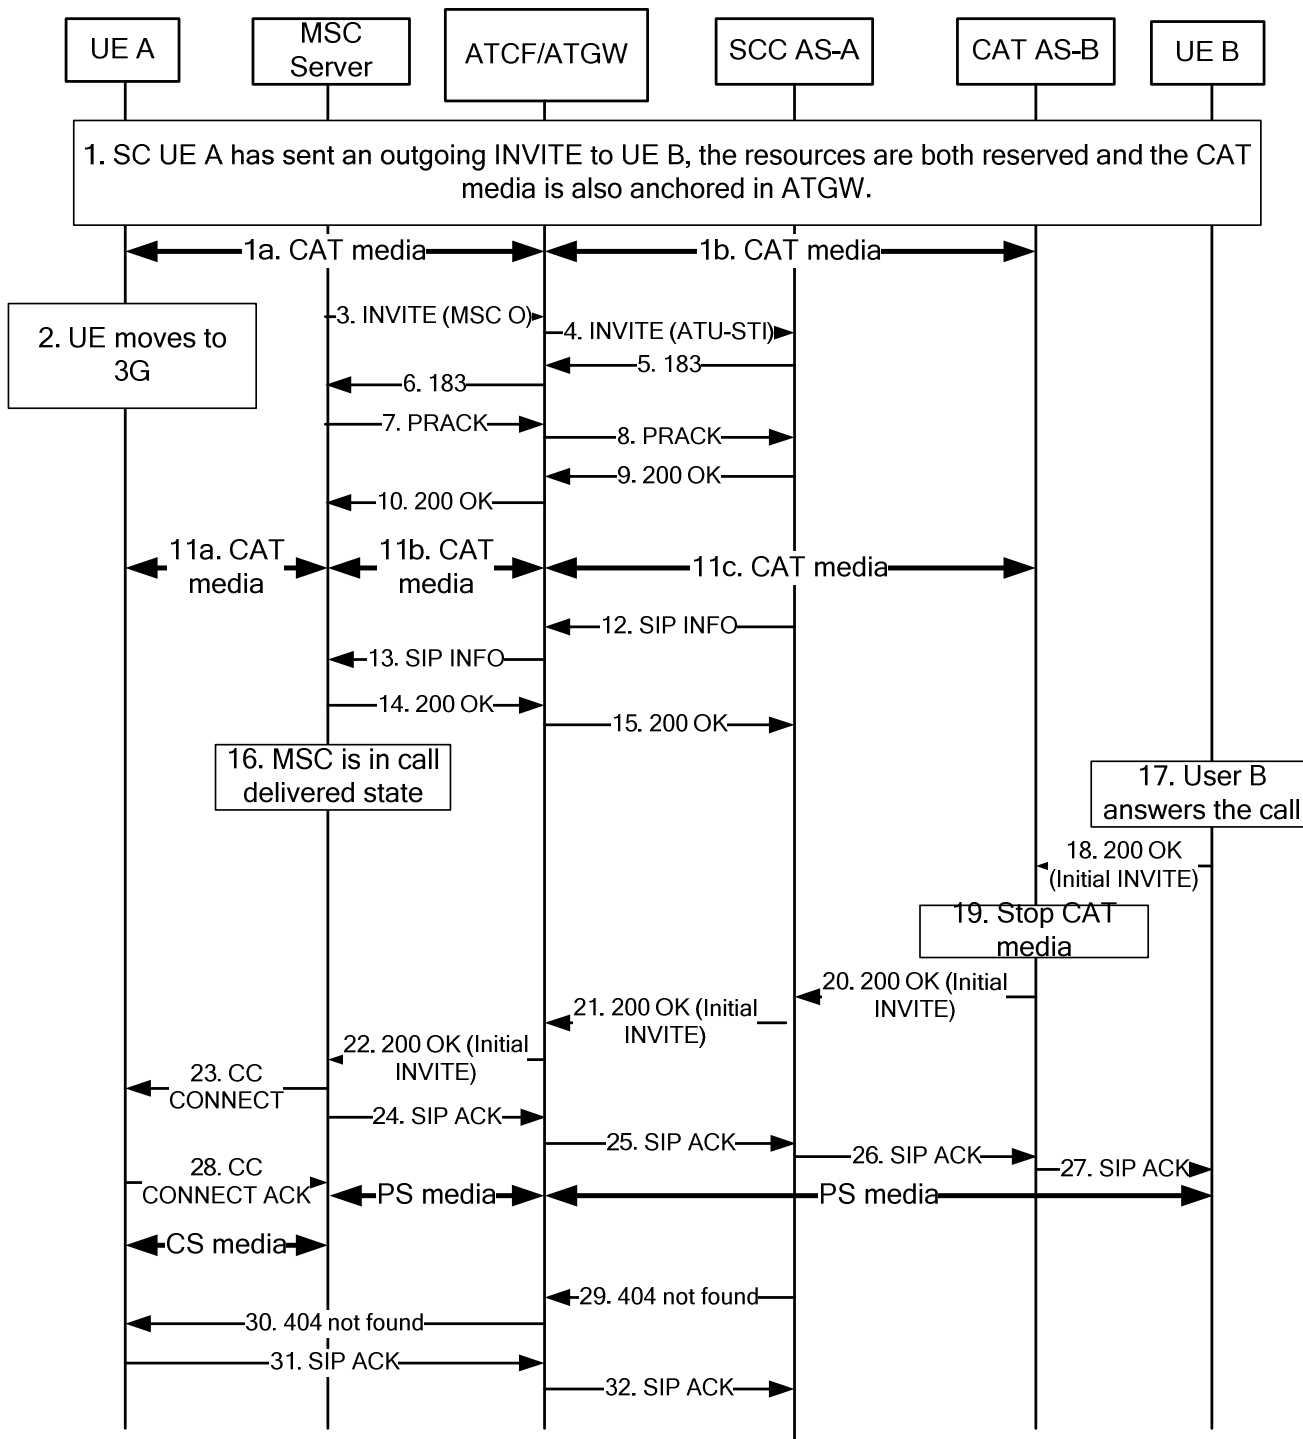 UE A
MSC
Server
ATCF/ATGW
SCC AS-A
CAT AS-B
UE B
1. SC UE A has sent an outgoing INVITE to UE B, the resources are both reserved and the CAT
media is also anchored in ATGW.
1a. CAT media
1b. CAT media
2. UE moves to
3G
3. INVITE (MSC O)
4. INVITE (ATU-STI)
5. 183
6. 183
7. PRACK
8. PRACK
9. 200 OK
10. 200 OK
11a. CAT
media
11b. CAT
media
11c. CAT media
12. SIP INFO
13. SIP INFO
14. 200 OK
15. 200 OK
16. MSC is in call
delivered state
17. User B
answers the call
18. 200 OK
(Initial INVITE)
19. Stop CAT
media
20. 200 OK (Initial
INVITE)
21. 200 OK (Initial
INVITE)
22. 200 OK (Initial
INVITE)
23. CC
CONNECT
24. SIP ACK
25. SIP ACK
26. SIP ACK
27. SIP ACK
28. CC
CONNECT ACK
PS media
PS media
CS media
29. 404 not found
30. 404 not found
31. SIP ACK
32. SIP ACK